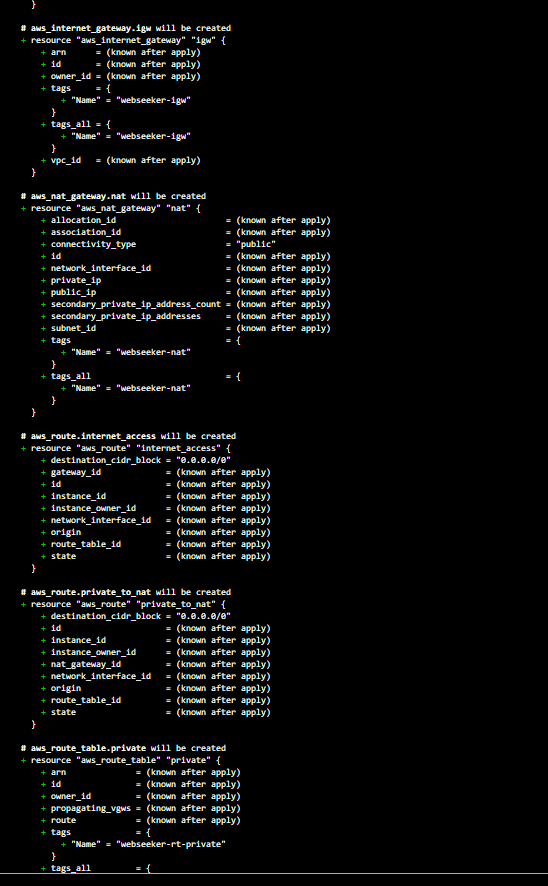 }
# aws_internet_gateway.igw will be created
+ resource "aws_internet_gateway" "igw" {
+ arn      = (known after apply)
+ id       = (known after apply)
+ owner_id = (known after apply)
+ tags     = {
+ "Name" = "webseeker-igw"
}
+ tags_all = {
+ "Name" = "webseeker-igw"
}
+ vpc_id   = (known after apply)
}
# aws_nat_gateway.nat will be created
+ resource "aws_nat_gateway" "nat" {
+ allocation_id                      = (known after apply)
+ association_id                     = (known after apply)
+ connectivity_type                  = "public"
+ id                                 = (known after apply)
+ network_interface_id               = (known after apply)
+ private_ip                         = (known after apply)
+ public_ip                          = (known after apply)
+ secondary_private_ip_address_count = (known after apply)
+ secondary_private_ip_addresses     = (known after apply)
+ subnet_id                          = (known after apply)
+ tags                               = {
+ "Name" = "webseeker-nat"
}
+ tags_all                           = {
+ "Name" = "webseeker-nat"
}
}
# aws_route.internet_access will be created
+ resource "aws_route" "internet_access" {
+ destination_cidr_block = "0.0.0.0/0"
+ gateway_id             = (known after apply)
+ id                     = (known after apply)
+ instance_id            = (known after apply)
+ instance_owner_id      = (known after apply)
+ network_interface_id   = (known after apply)
+ origin                 = (known after apply)
+ route_table_id         = (known after apply)
+ state                  = (known after apply)
}
# aws_route.private_to_nat will be created
+ resource "aws_route" "private_to_nat" {
+ destination_cidr_block = "0.0.0.0/0"
+ id                     = (known after apply)
+ instance_id            = (known after apply)
+ instance_owner_id      = (known after apply)
+ nat_gateway_id         = (known after apply)
+ network_interface_id   = (known after apply)
+ origin                 = (known after apply)
+ route_table_id         = (known after apply)
+ state                  = (known after apply)
}
# aws_route_table.private will be created
+ resource "aws_route_table" "private" {
+ arn              = (known after apply)
+ id               = (known after apply)
+ owner_id         = (known after apply)
+ propagating_vgws = (known after apply)
+ route            = (known after apply)
+ tags             = {
+ "Name" = "webseeker-rt-private"
}
+ tags_all         = {